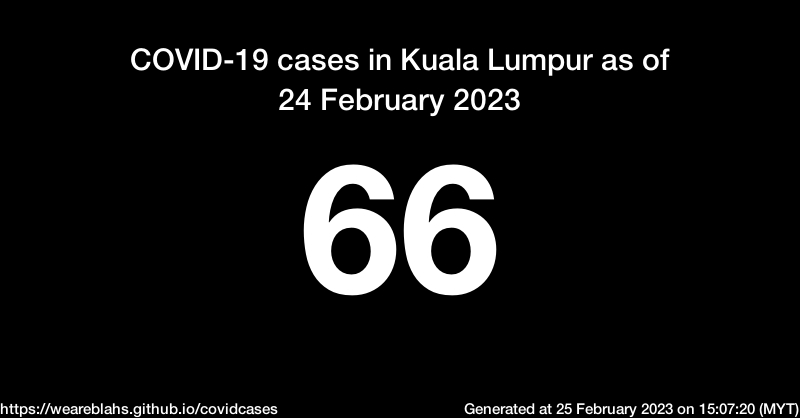 COVID-19 cases in Kuala Lumpur as of
24 February 2023
66
https://weareblahs.github.io/covidcases
Generated at 25 February 2023 on 15:07:20 (MYT)